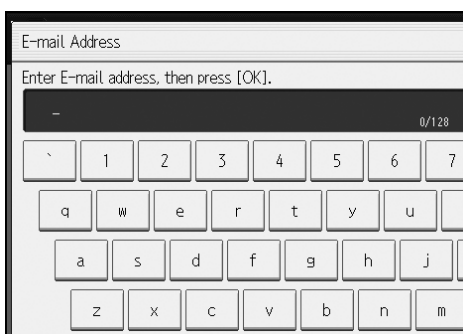 E-mail Address
Enter E-mail address, then press [OK].
_
0/128
` 1 2 3 4 5 6 7
q w e r t y u
a s d f g h j
z x c v b n m